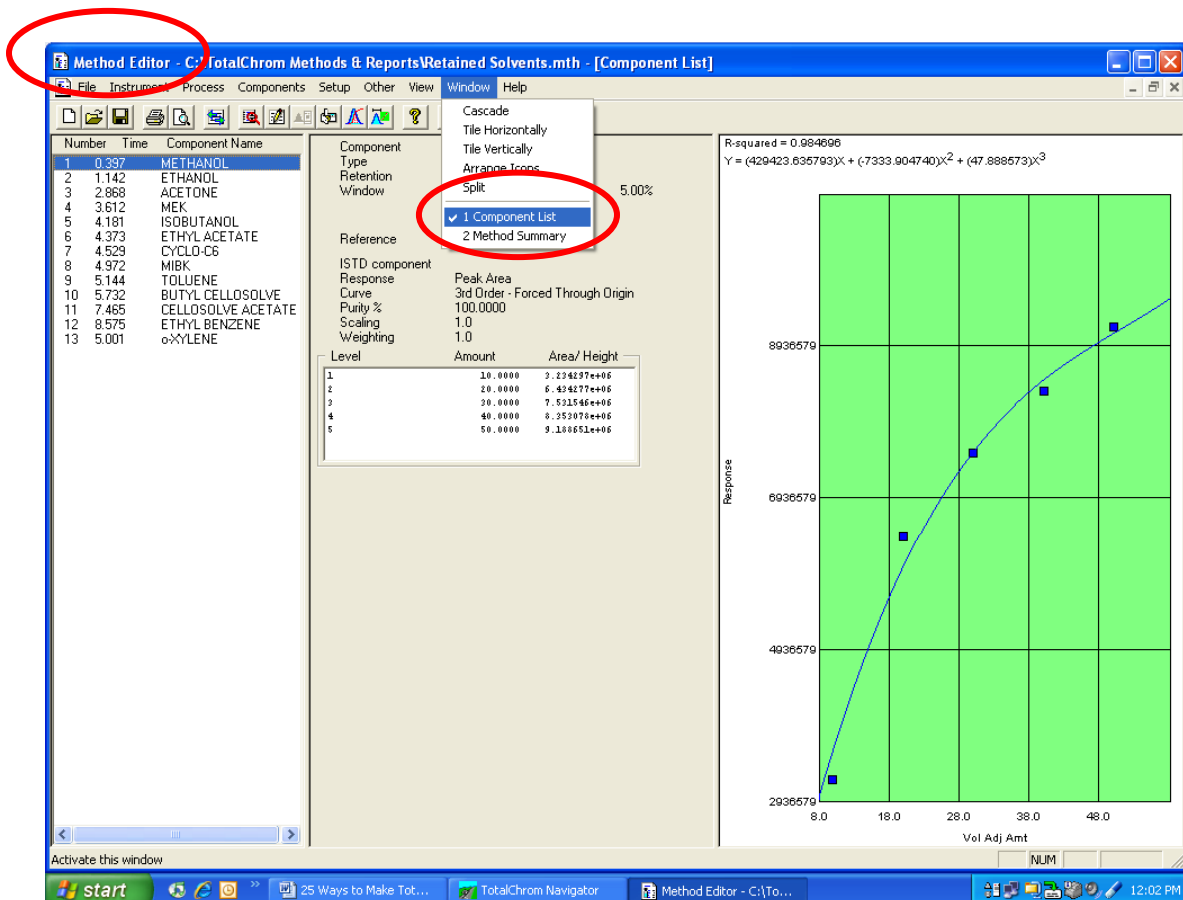 Method Editor - C:\TotalChrom Methods & Reports\Retained Solvents.mth - [Component List]
File Instrument Process Components Setup Other View Window Help
Cascade
Tile Horizontally
Tile Vertically
Arrange Icons
Split
1 Component List
2 Method Summary
Number Time Component Name
1 0.397 METHANOL
2 1.142 ETHANOL
3 2.868 ACETONE
4 3.612 MEK
5 4.181 ISOBUTANOL
6 4.373 ETHYL ACETATE
7 4.529 CYCLO-C6
8 4.972 MIBK
9 5.144 TOLUENE
10 5.732 BUTYL CELLOSOLVE
11 7.465 CELLOSOLVE ACETATE
12 8.575 ETHYL BENZENE
13 5.001 o-XYLENE
Component
Type
Retention
Window 5.00%
Reference
ISTD component
Response Peak Area
Curve 3rd Order - Forced Through Origin
Purity % 100.0000
Scaling 1.0
Weighting 1.0
Level Amount Area/ Height
1 10.0000 3.234297e+06
2 20.0000 6.434277e+06
3 30.0000 7.531546e+06
4 40.0000 8.353078e+06
5 50.0000 9.188651e+06
R-squared = 0.984696
Y = (429423.635793)X + (-7333.904740)X2 + (47.888573)X3
8936579
6936579
4936579
2936579
Response
8.0 18.0 28.0 38.0 48.0
Vol Adj Amt
Activate this window
NUM
start
25 Ways to Make Tot...
TotalChrom Navigator
Method Editor - C:\To...
12:02 PM